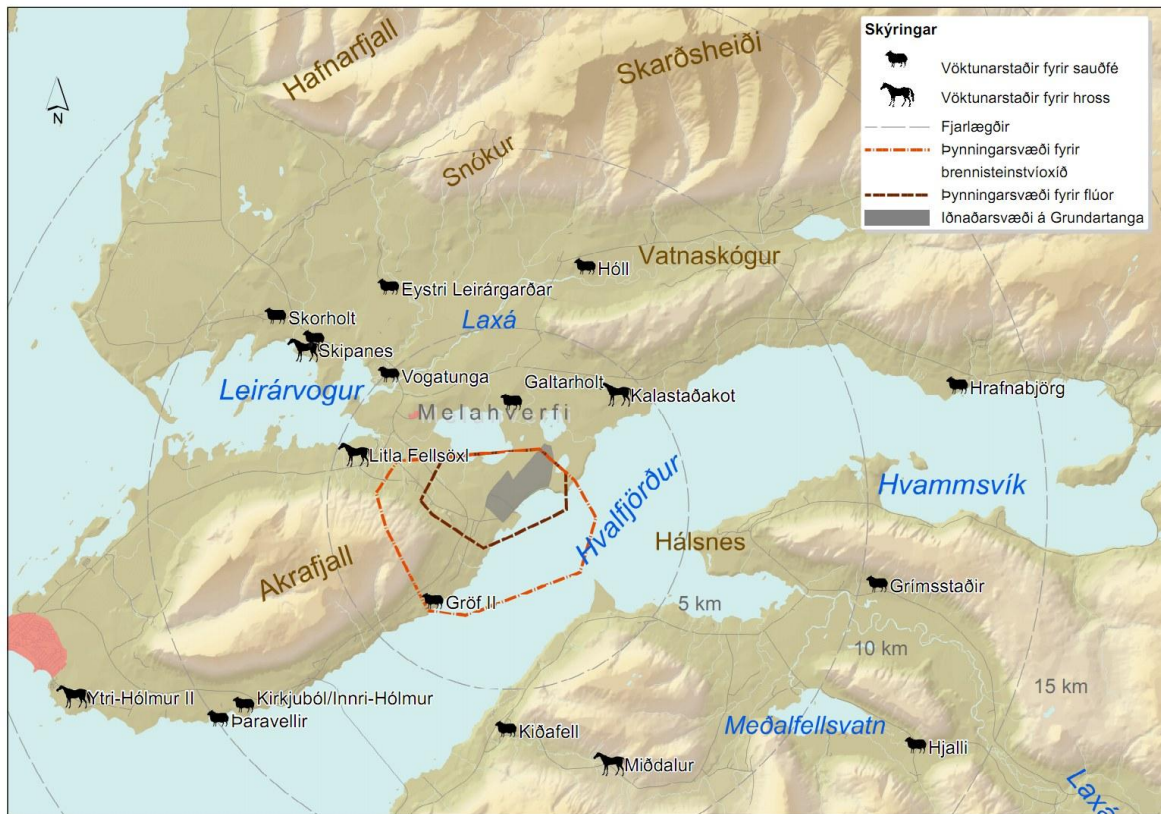 Hafnarfjall
Skarðsheiði
Skýringar
Vöktunarstaðir fyrir sauðfé
Vöktunarstaðir fyrir hross
Fjarlægðir
Þynningarsvæði fyrir
brennisteinstvíoxíð
Þynningarsvæði fyrir flúor
Iðnaðarsvæði á Grundartanga
N
Snókur
Vatnaskógur
Hóll
Eystri Leirárgarðar
Skorholt
Laxá
Skipanes
Vogatunga
Leirárvogur
Galtarholt
Kalastaðakot
Hrafnabjörg
Melahverfi
Litla Fellsöxl
Hvalfjörður
Hvammsvík
Hálsnes
Akrafjall
Grímsstaðir
Gröf II
5 km
10 km
15 km
Ytri-Hólmur II
Kirkjuból/Innri-Hólmur
Þaravellir
Kiðafell
Meðalfellsvatn
Hjalli
Miðdalur
Laxá